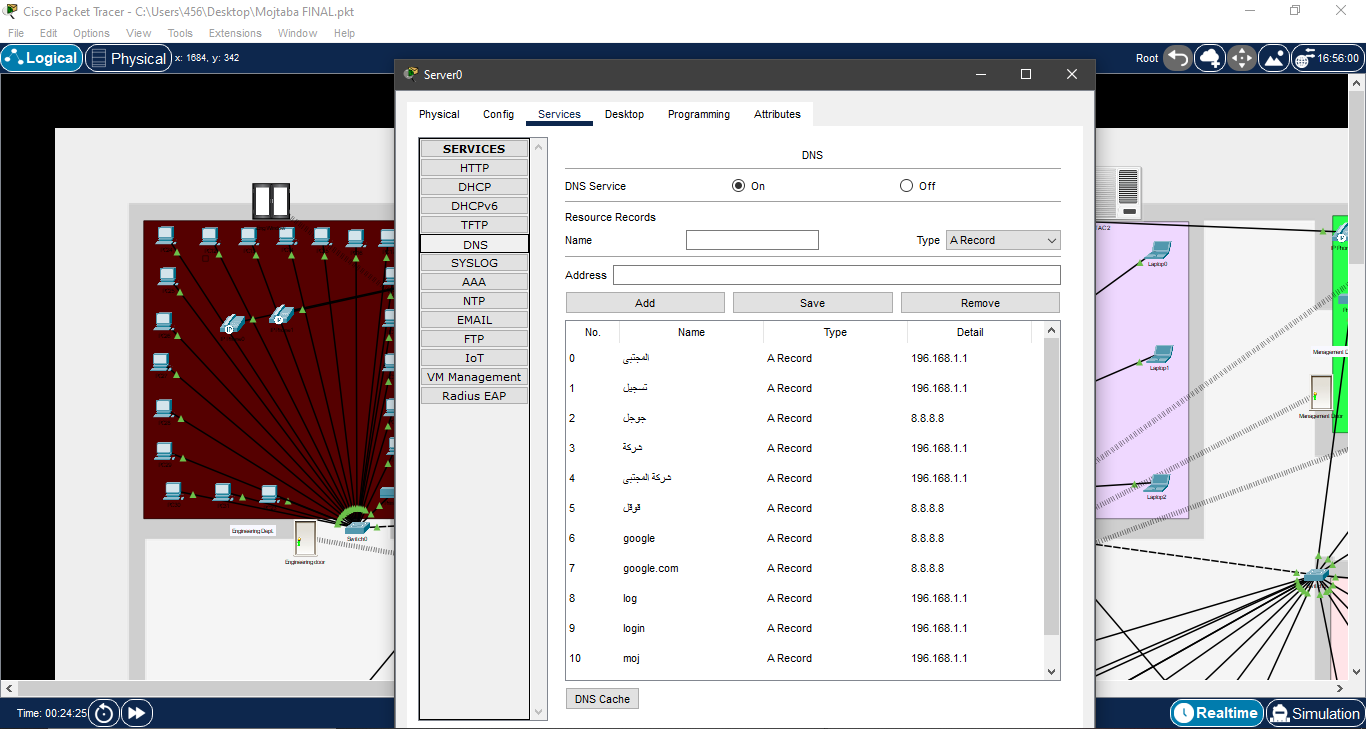 Cisco Packet Tracer - C:\Users\456\Desktop\Mojtaba FINAL.pkt
File Edit Options View Tools Extensions Window Help
Logical Physical x: 1684, y: 342
Root 16:56:00
Server0
Physical Config Services Desktop Programming Attributes
SERVICES
HTTP
DHCP
DHCPv6
TFTP
DNS
SYSLOG
AAA
NTP
EMAIL
FTP
IoT
VM Management
Radius EAP
DNS
DNS Service On Off
Resource Records
Name Type A Record
Address
Add Save Remove
No. Name Type Detail
0 المجتبى A Record 196.168.1.1
1 تسجيل A Record 196.168.1.1
2 جوجل A Record 8.8.8.8
3 شركة A Record 196.168.1.1
4 شركة المجتبى A Record 196.168.1.1
5 قوقل A Record 8.8.8.8
6 google A Record 8.8.8.8
7 google.com A Record 8.8.8.8
8 log A Record 196.168.1.1
9 login A Record 196.168.1.1
10 moj A Record 196.168.1.1
DNS Cache
Engineering Dept.
Engineering door
Switch0
Laptop0
Laptop1
Laptop2
Management Door
Time: 00:24:25
Realtime Simulation